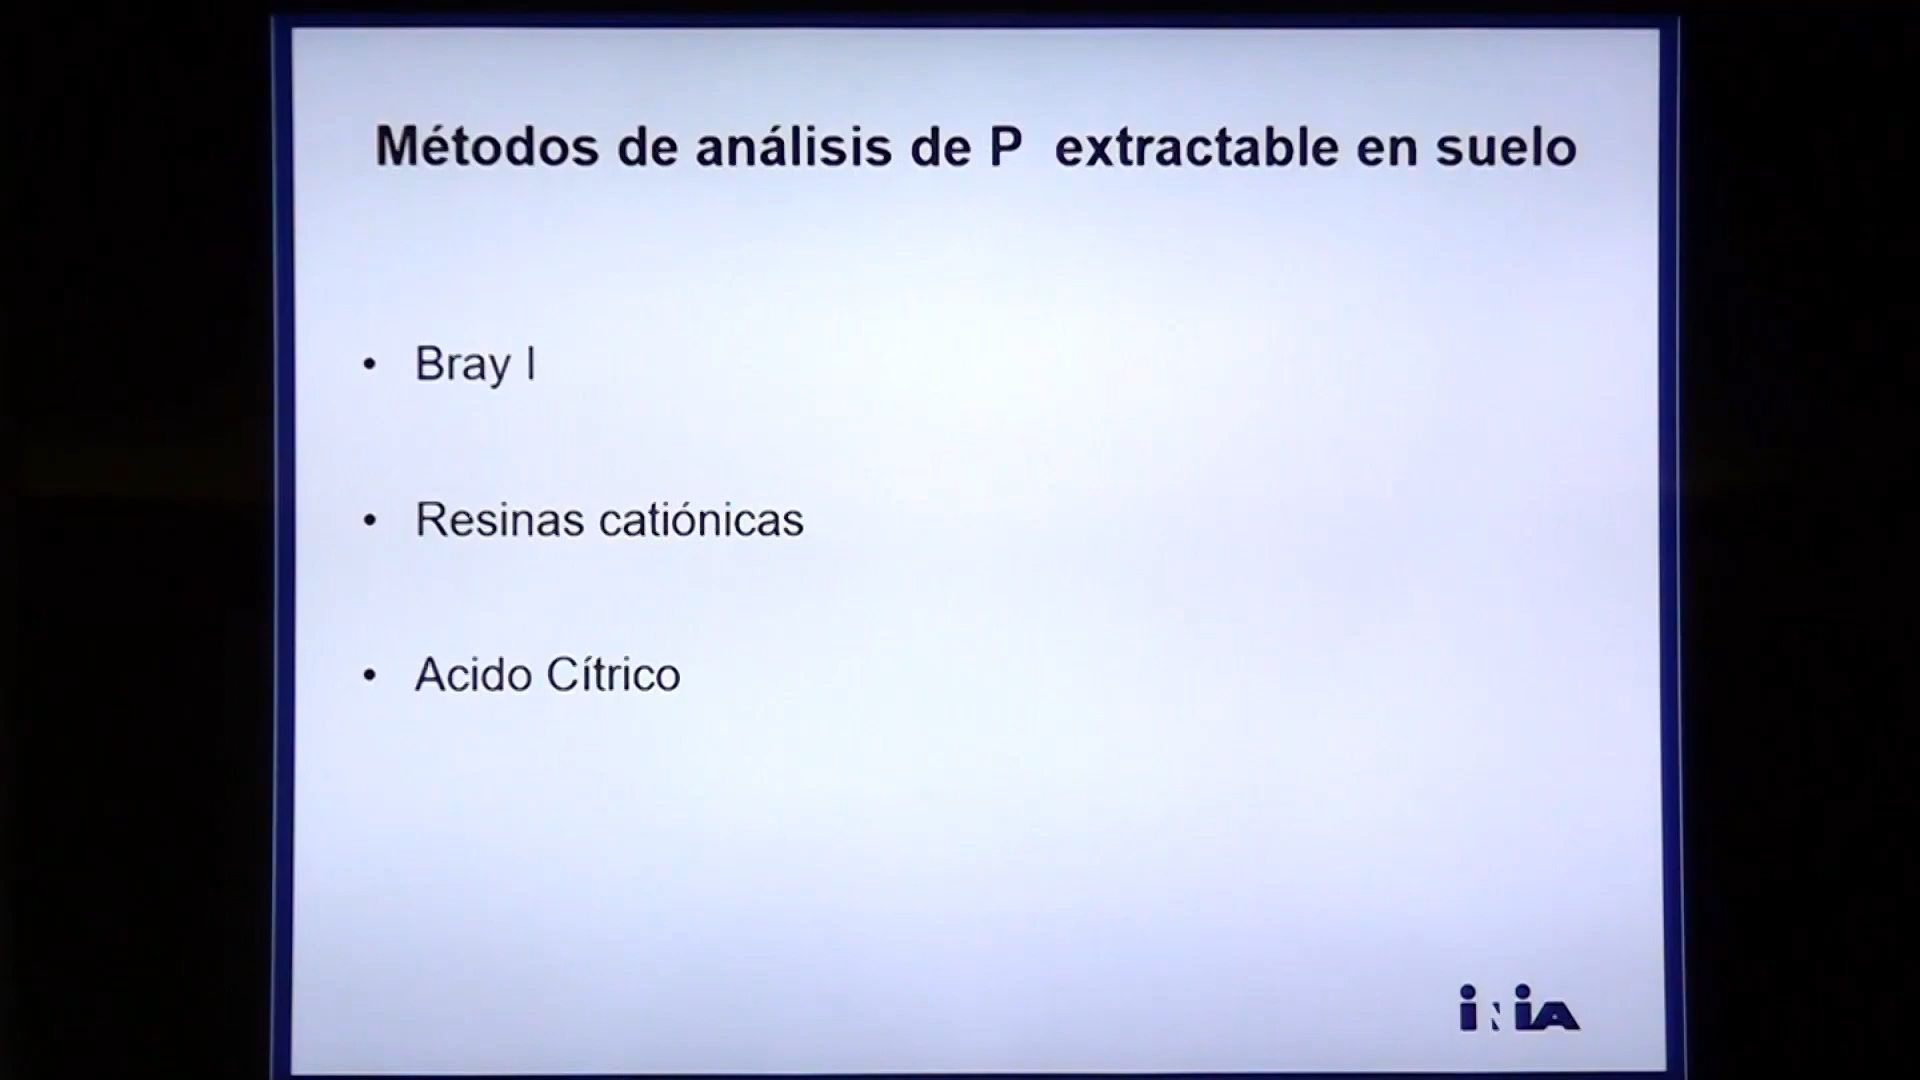 Métodos de análisis de P extractable en suelo
• Bray I
• Resinas catiónicas
• Acido Cítrico
iNiA